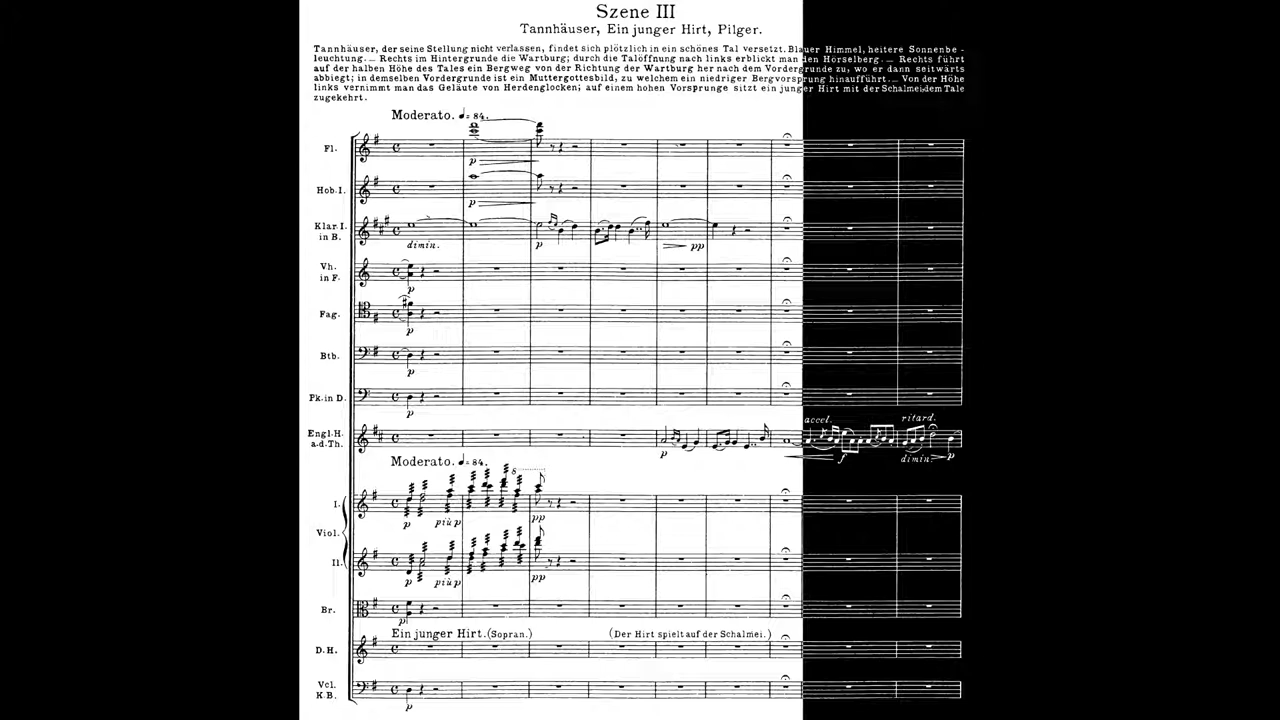 Szene III
Tannhäuser, Ein junger Hirt, Pilger.
Tannhäuser, der seine Stellung nicht verlassen, findet sich plötzlich in ein schönes Tal versetzt. Blauer Himmel, heitere Sonnenbe-
leuchtung. — Rechts im Hintergrunde die Wartburg; durch die Talöffnung nach links erblickt man den Hörselberg. — Rechts führt
auf der halben Höhe des Tales ein Bergweg von der Richtung der Wartburg her nach dem Vordergrunde zu, wo er dann seitwärts
abbiegt; in demselben Vordergrunde ist ein Muttergottesbild, zu welchem ein niedriger Bergvorsprung hinaufführt. — Von der Höhe
links vernimmt man das Geläute von Herdenglocken; auf einem hohen Vorsprunge sitzt ein junger Hirt mit der Schalmei dem Tale
zugekehrt.
Moderato. ♩= 84.
Fl.
p
Hob. I.
p
Klar. I.
in B.
dimin.
p
pp
Vh.
in F.
p
Fag.
p
Btb.
p
Pk. in D.
p
accel.
ritard.
Engl. H.
a. d. Th.
p
f
dimin.
p
Moderato. ♩= 84.
8
I.
p
più p
pp
Viol.
II.
p
più p
pp
Br.
p
Ein junger Hirt. (Sopran.)
(Der Hirt spielt auf der Schalmei.)
D. H.
Vcl.
K. B.
p